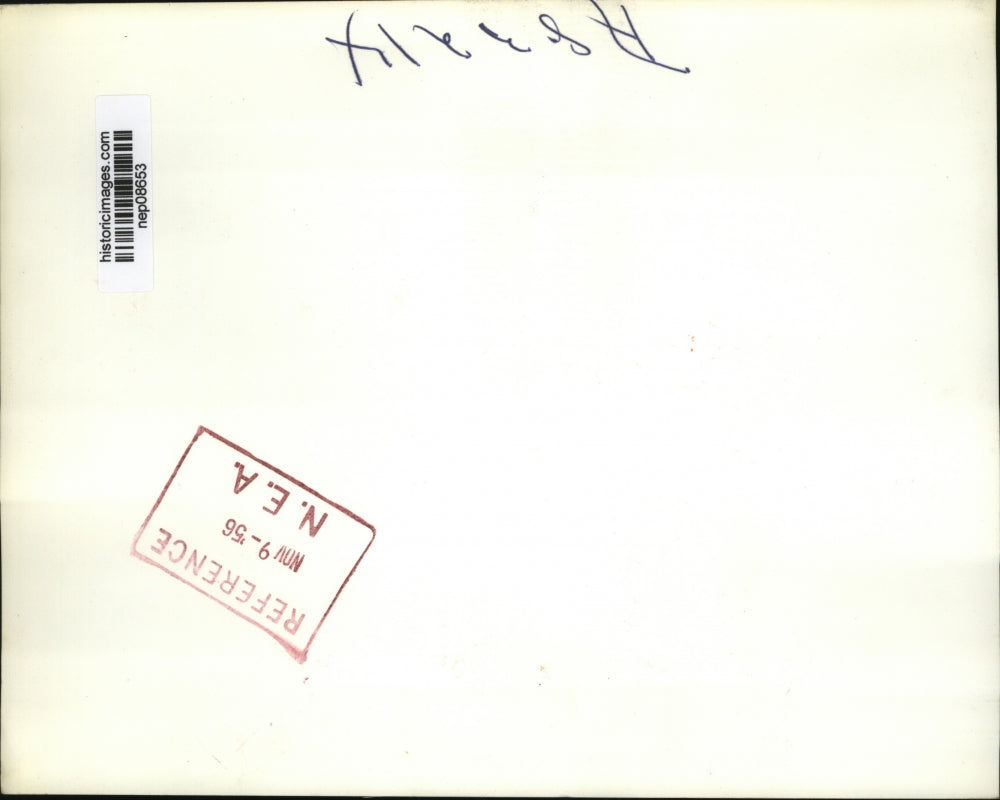 historicimages.com
nep08653
REFERENCE
NOV 9 - '56
N. E. A.